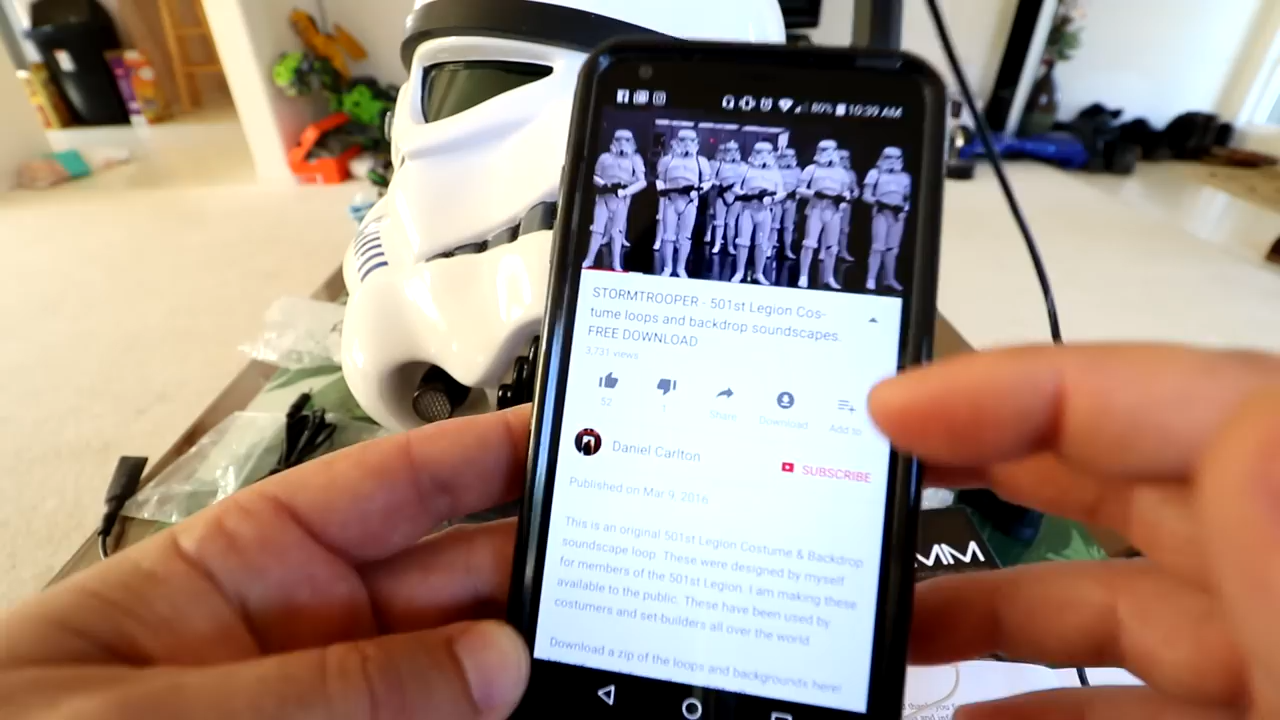 80% 10:39 AM
STORMTROOPER - 501st Legion Cos-
tume loops and backdrop soundscapes.
FREE DOWNLOAD
3,731 views
52
1
Share
Download
Add to
Daniel Carlton
SUBSCRIBE
Published on Mar 9, 2016
This is an original 501st Legion Costume & Backdrop
soundscape loop. These were designed by myself
for members of the 501st Legion. I am making these
available to the public. These have been used by
costumers and set-builders all over the world.
Download a zip of the loops and backgrounds here!
MM
thank you